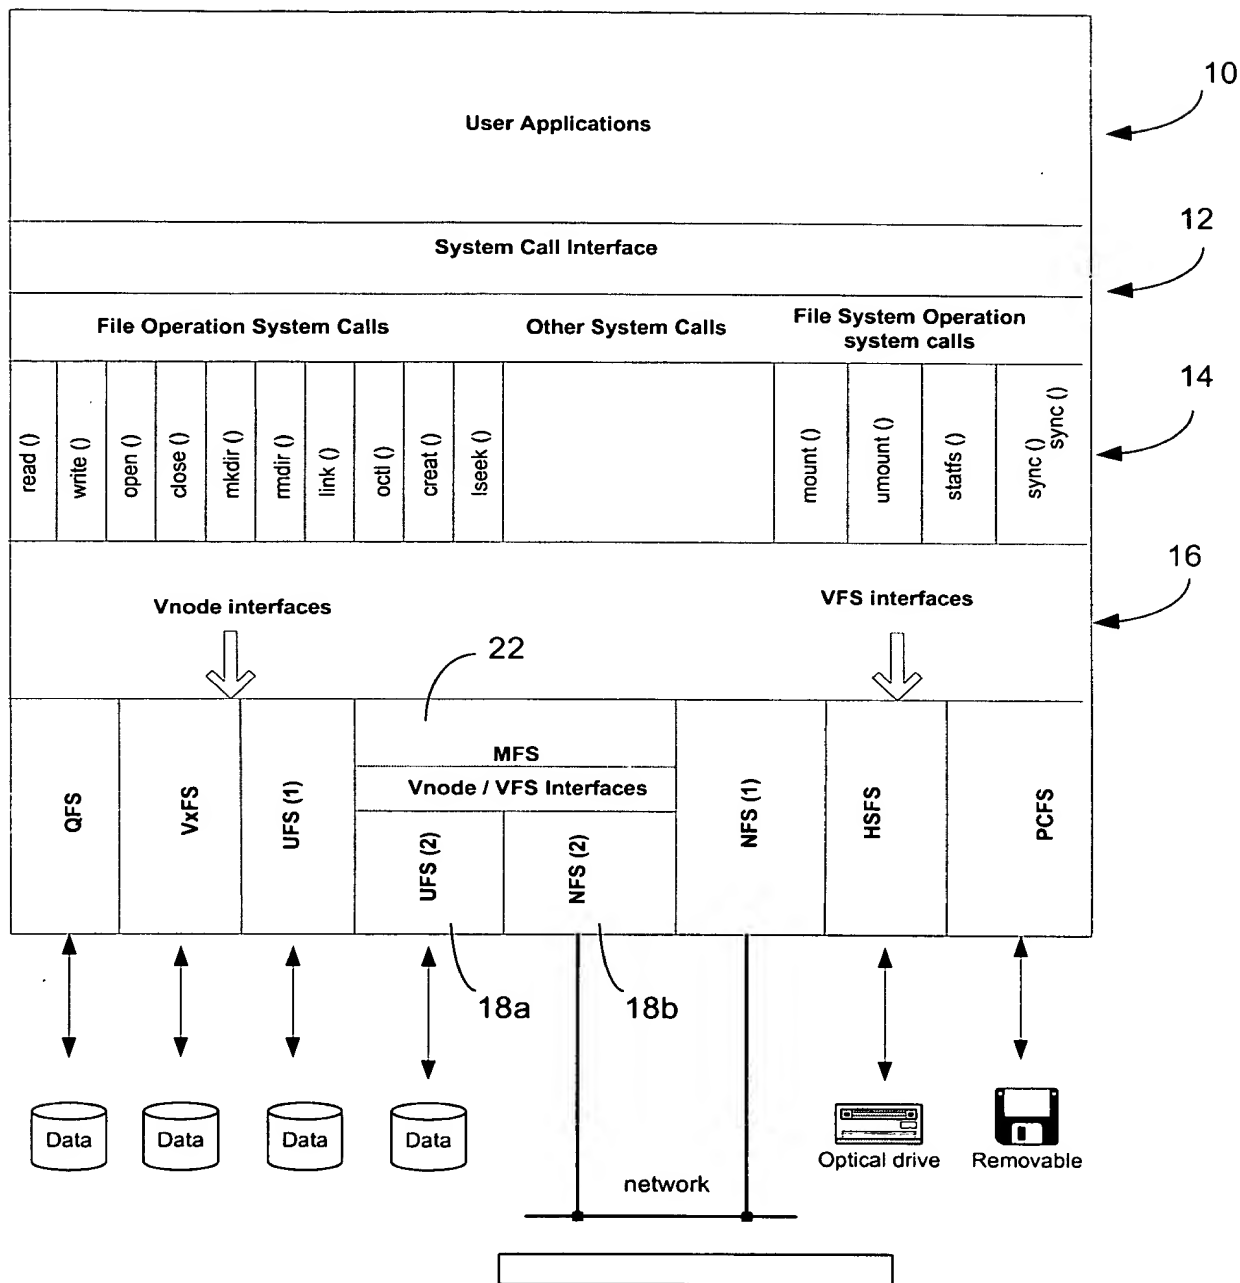 10
User Applications
12
System Call Interface
File Operation System Calls
Other System Calls
File System Operation
system calls
14
read ()
write ()
open ()
close ()
mkdir ()
rmdir ()
link ()
octl ()
creat ()
lseek ()
mount ()
umount ()
statfs ()
sync ()
sync ()
16
Vnode interfaces
VFS interfaces
22
QFS
VxFS
UFS (1)
MFS
Vnode / VFS Interfaces
UFS (2)
NFS (2)
NFS (1)
HSFS
PCFS
18a
18b
Data
Data
Data
Data
Optical drive
Removable
network